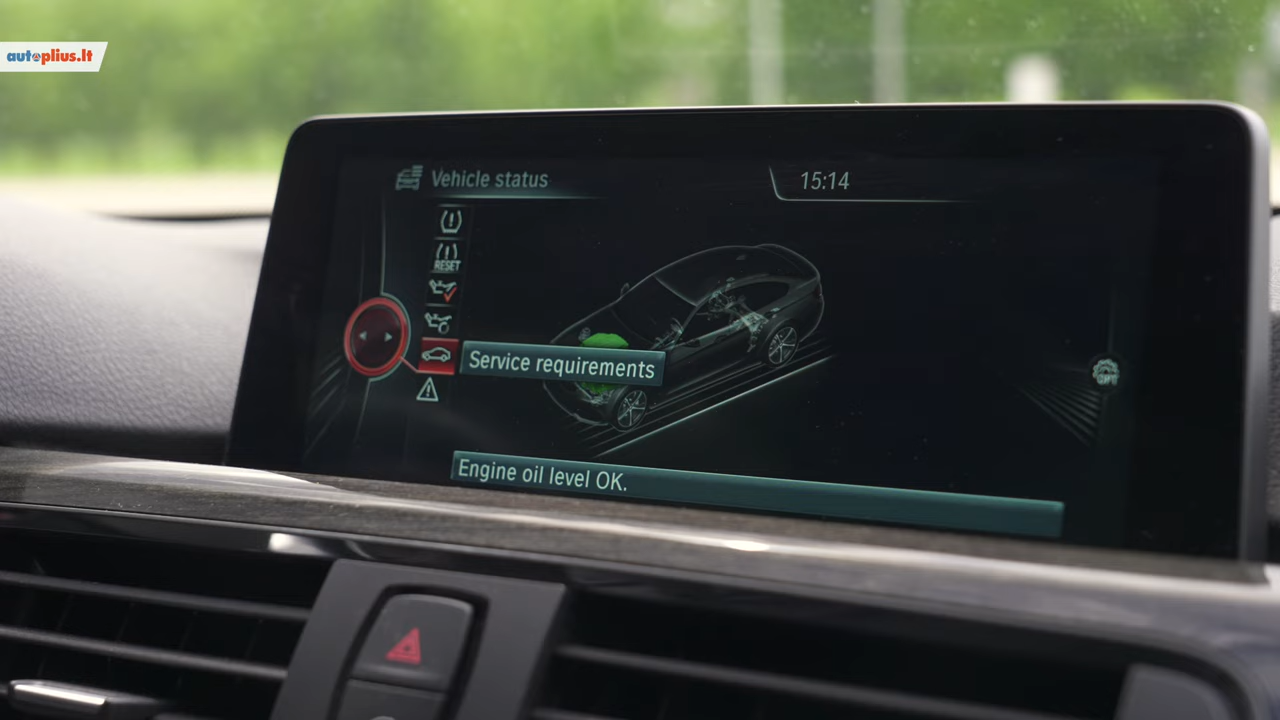 autoplius.lt
Vehicle status
15:14
RESET
Service requirements
Engine oil level OK.